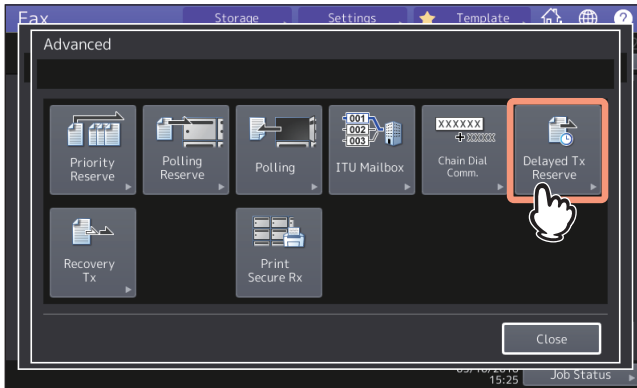 Fax
Storage
Settings
Template
?
Advanced
Priority
Reserve
Polling
Reserve
Polling
001
002
003
ITU Mailbox
XXXXXX
XXXXXXX
Chain Dial
Comm.
Delayed Tx
Reserve
Recovery
Tx
Print
Secure Rx
Close
15:25
Job Status